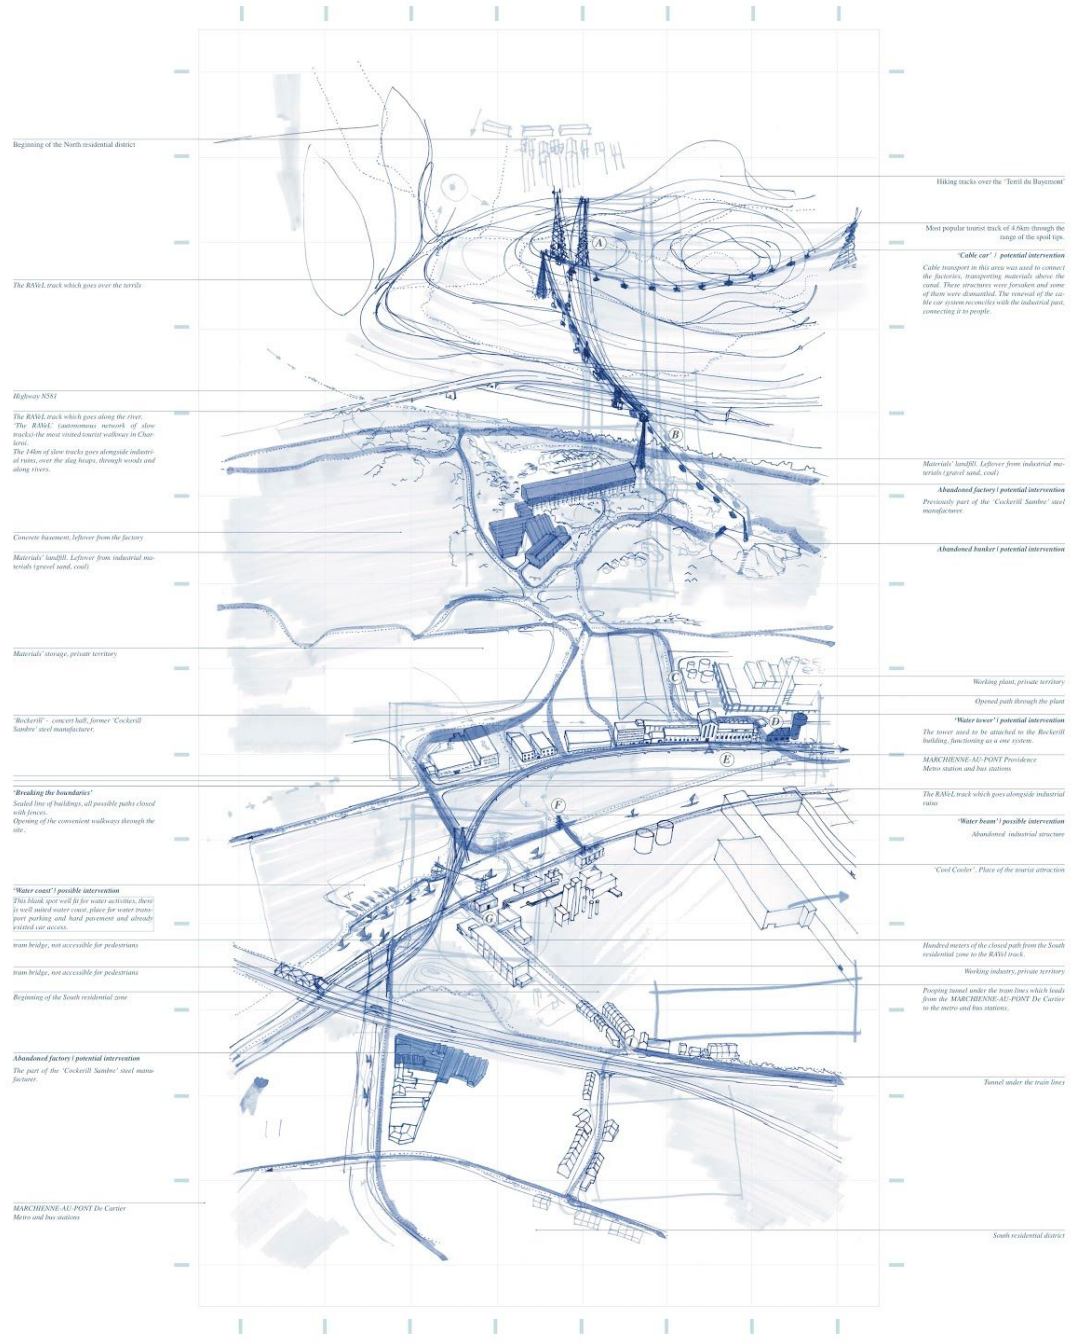 Beginning of the North residential district
The RAVeL track which goes over the terrils
Highway N583
The RAVeL track which goes along the river.
'The RAVeL' (autonomous network of slow
tracks)-the most visited tourist walkway in Char-
leroi.
The 14km of slow tracks goes alongside industri-
al ruins, over the slag heaps, through woods and
along rivers.
Concrete basement, leftover from the factory
Materials' landfill. Leftover from industrial ma-
terials (gravel sand, coal)
Materials' storage, private territory
'Rockerill' - concert hall, former 'Cockerill
Sambre' steel manufacturer.
'Breaking the boundaries'
Sealed line of buildings, all possible paths closed
with fences.
Opening of the convenient walkways through the
site.
'Water coast' | possible intervention
This blank spot well fit for water activities, there
is well suited water coast, place for water trans-
port parking and hard pavement and already
existed car access.
tram bridge, not accessible for pedestrians
tram bridge, not accessible for pedestrians
Beginning of the South residential zone
Abandoned factory | potential intervention
The part of the 'Cockerill Sambre' steel manu-
facturer.
MARCHIENNE-AU-PONT De Cartier
Metro and bus stations
A
B
C
D
E
F
G
Hiking tracks over the 'Terril du Bayemont'
Most popular tourist track of 4.6km through the
range of the spoil tips.
'Cable car' | potential intervention
Cable transport in this area was used to connect
the factories, transporting materials above the
canal. These structures were forsaken and some
of them were dismantled. The renewal of the ca-
ble car system reconciles with the industrial past,
connecting it to people.
Materials' landfill. Leftover from industrial ma-
terials (gravel sand, coal)
Abandoned factory | potential intervention
Previously part of the 'Cockerill Sambre' steel
manufacturer.
Abandoned bunker | potential intervention
Working plant, private territory
Opened path through the plant
'Water tower' | potential intervention
The tower used to be attached to the Rockerill
building, functioning as a one system.
MARCHIENNE-AU-PONT Providence
Metro station and bus stations
The RAVeL track which goes alongside industrial
ruins
'Water beam' | possible intervention
Abandoned industrial structure
'Cool Cooler'. Place of the tourist attraction
Hundred meters of the closed path from the South
residential zone to the RAVel track.
Working industry, private territory
Pooping tunnel under the tram lines which leads
from the MARCHIENNE-AU-PONT De Cartier
to the metro and bus stations.
Tunnel under the train lines
South residential district